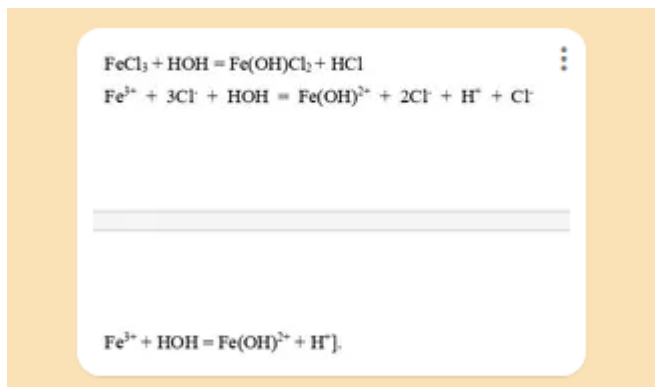 FeCl₃ + HOH = Fe(OH)Cl₂ + HCl
Fe³⁺ + 3Cl⁻ + HOH = Fe(OH)²⁺ + 2Cl⁻ + H⁺ + Cl⁻
Fe³⁺ + HOH = Fe(OH)²⁺ + H⁺].